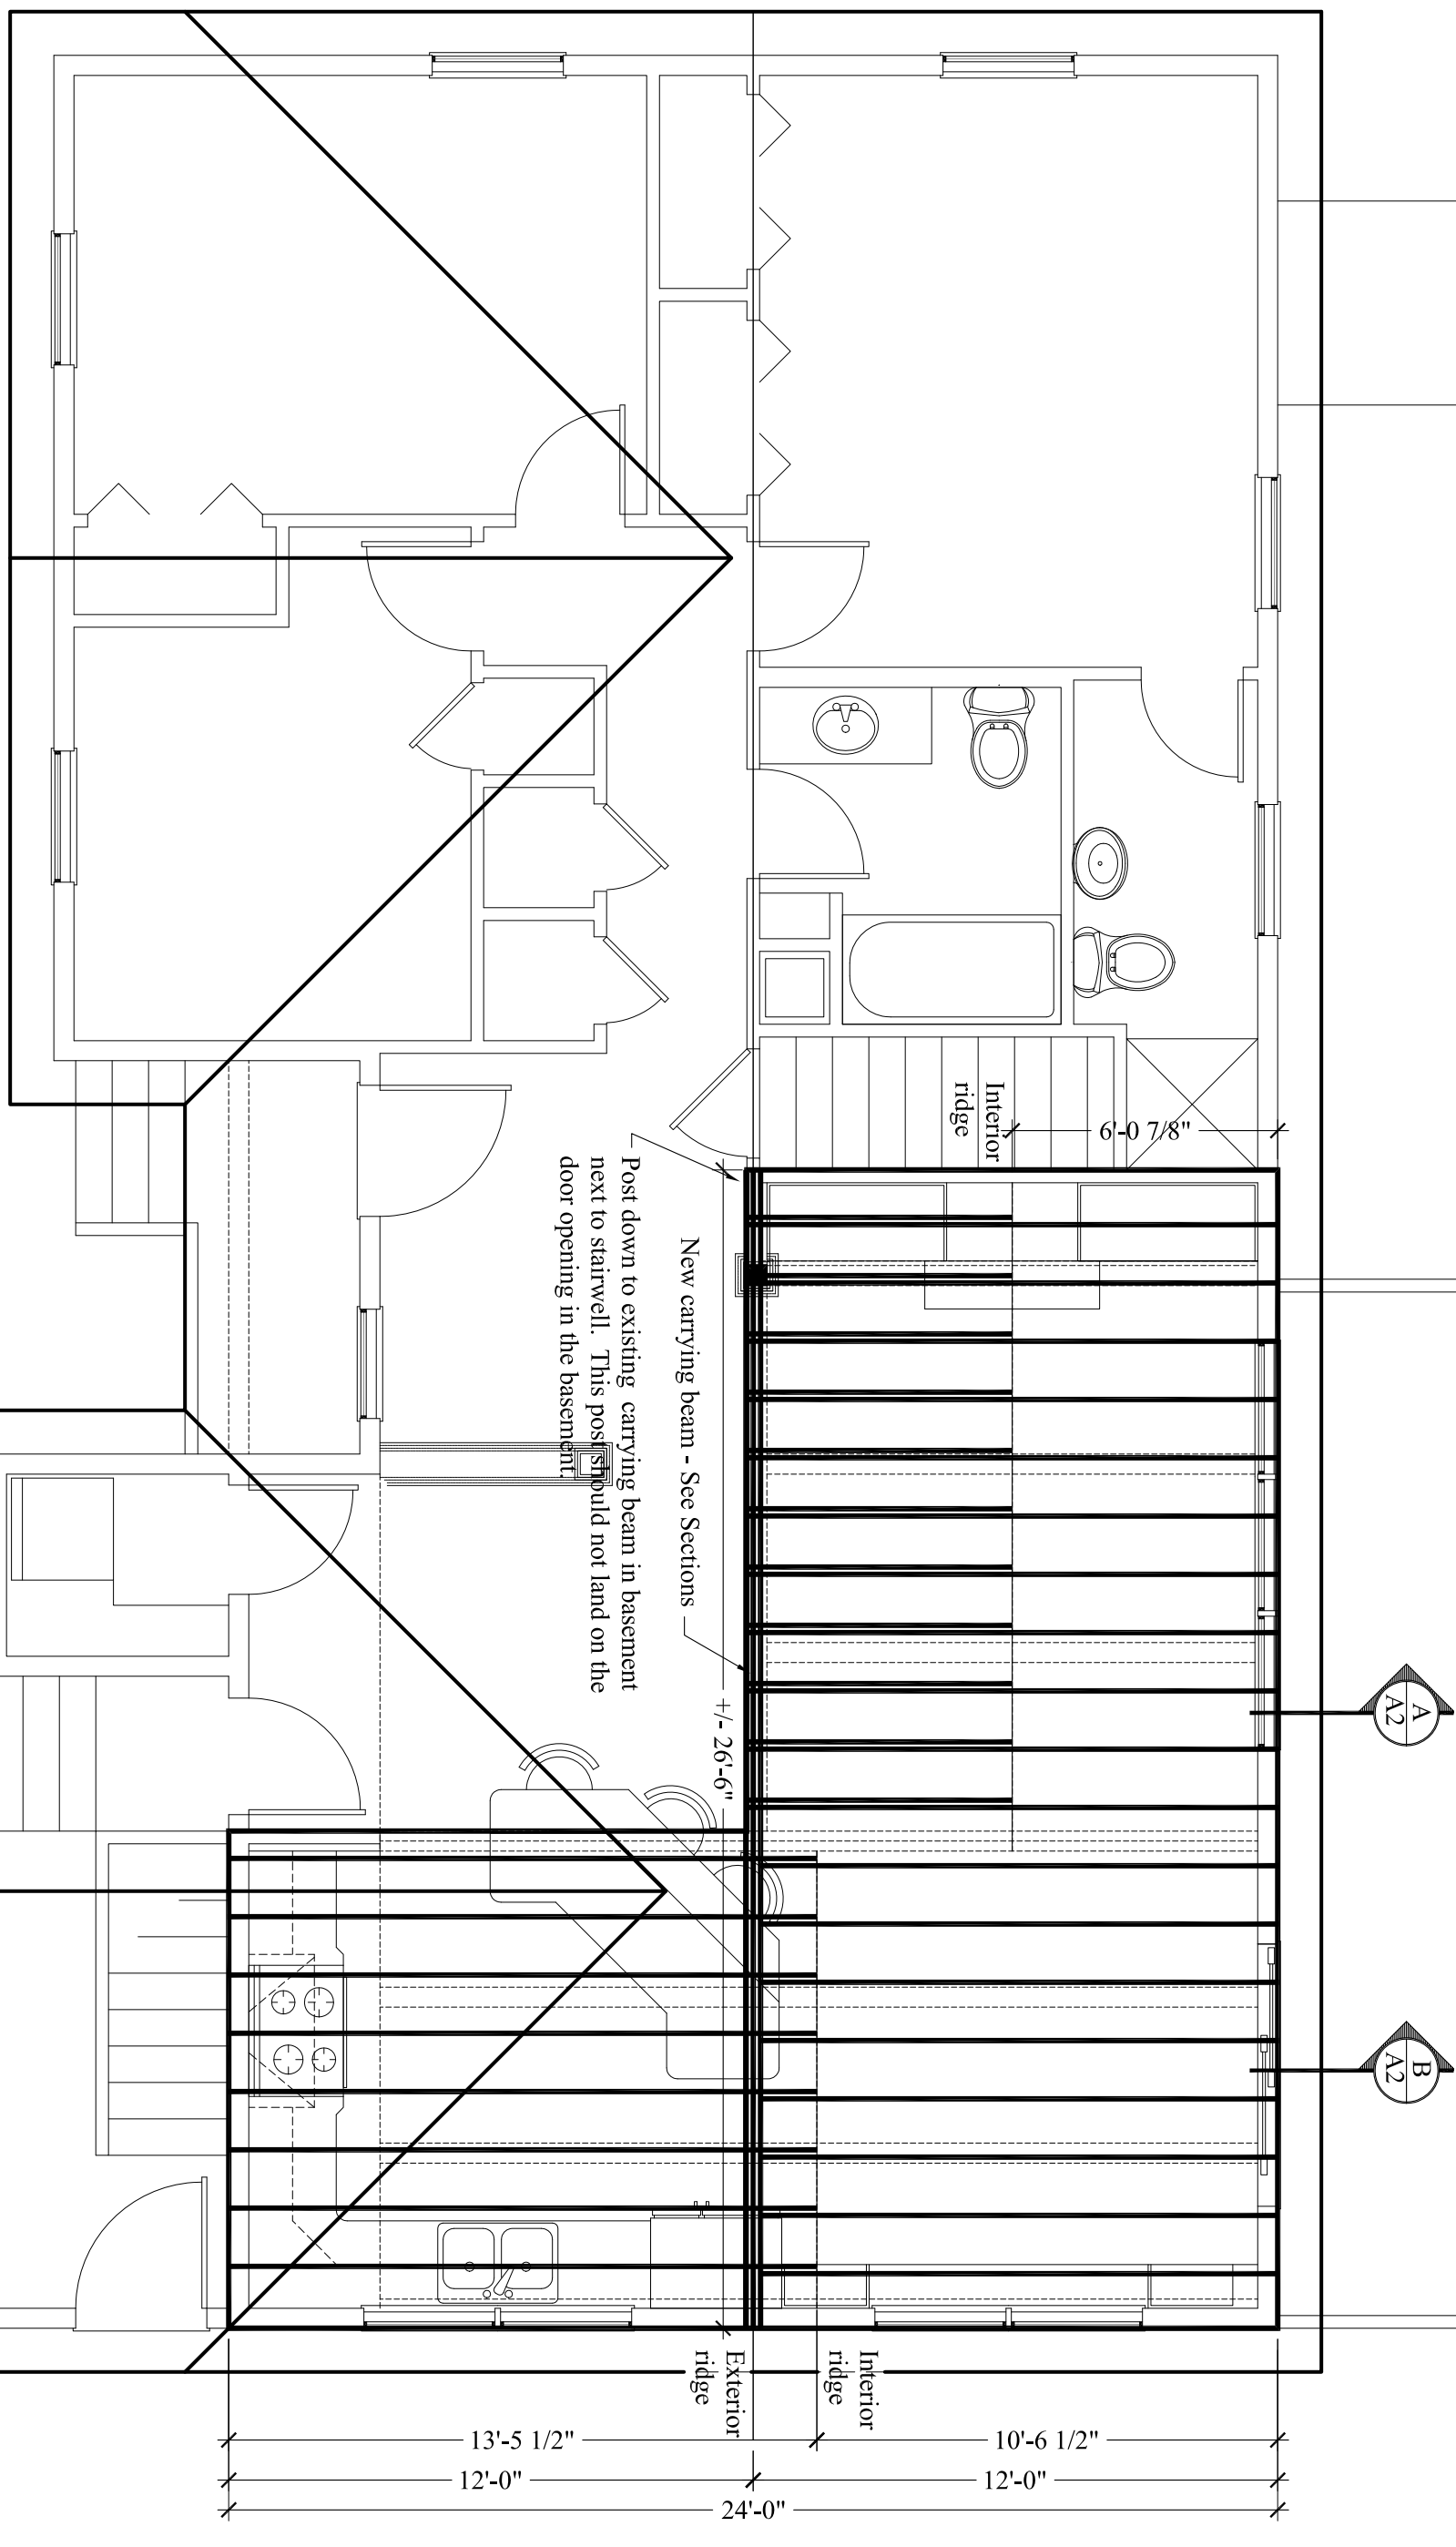 Interior
ridge
6'-0 7/8"
Post down to existing carrying beam in basement
next to stairwell. This post should not land on the
door opening in the basement.
New carrying beam - See Sections
+/- 26'-6"
A
A2
B
A2
Exterior
ridge
Interior
ridge
13'-5 1/2"
10'-6 1/2"
12'-0"
12'-0"
24'-0"